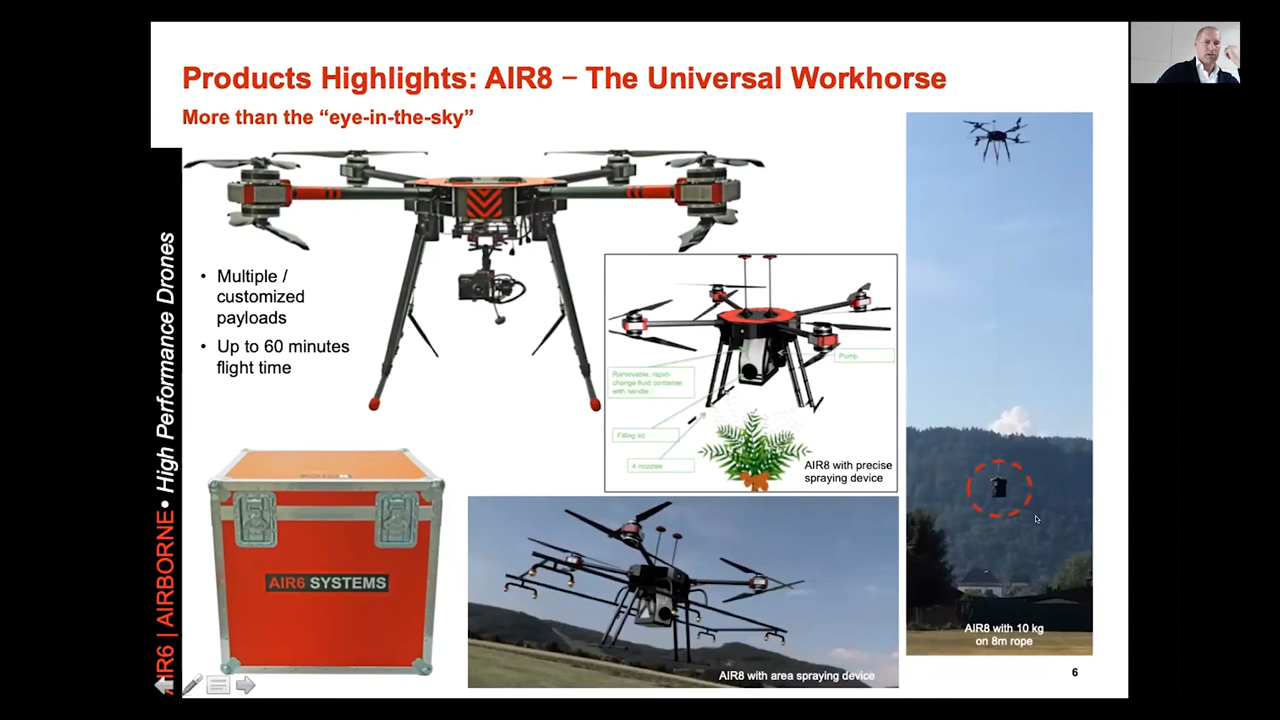 Products Highlights: AIR8 – The Universal Workhorse
More than the “eye-in-the-sky”
AIR6 | AIRBORNE • High Performance Drones
• Multiple /
customized
payloads
• Up to 60 minutes
flight time
Removable, rapid-
change fluid container
with handle
Pump
Filling lid
4 nozzles
AIR8 with precise
spraying device
AIR6 SYSTEMS
AIR8 with area spraying device
AIR8 with 10 kg
on 8m rope
6